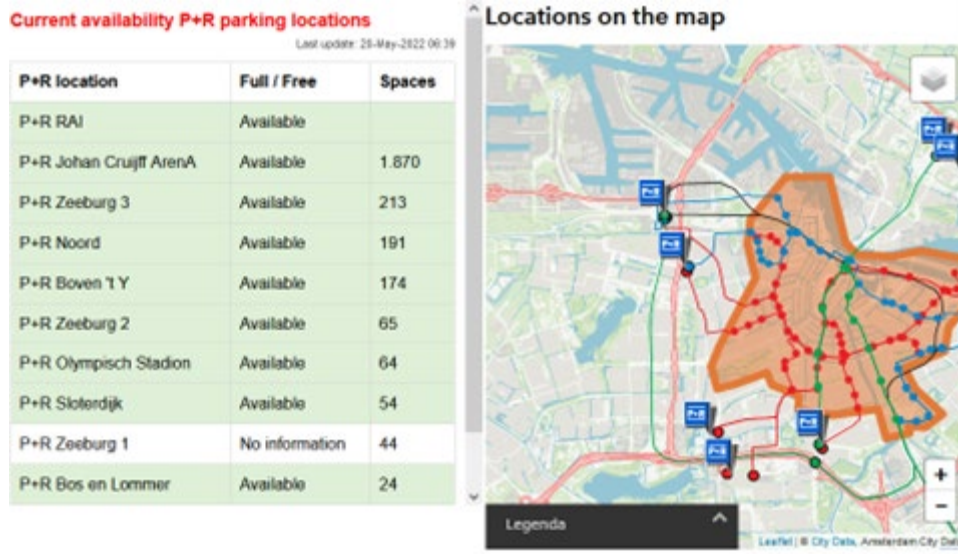 Current availability P+R parking locations
Last update: 20-May-2022 06:39
P+R location Full / Free Spaces
P+R RAI Available
P+R Johan Cruijff ArenA Available 1.870
P+R Zeeburg 3 Available 213
P+R Noord Available 191
P+R Boven 't Y Available 174
P+R Zeeburg 2 Available 65
P+R Olympisch Stadion Available 64
P+R Sloterdijk Available 54
P+R Zeeburg 1 No information 44
P+R Bos en Lommer Available 24
Locations on the map
P+R
P+R
P+R
P+R
P+R
P+R
P+R
+
−
Legenda
Leaflet | © City Data, Amsterdam City Dat